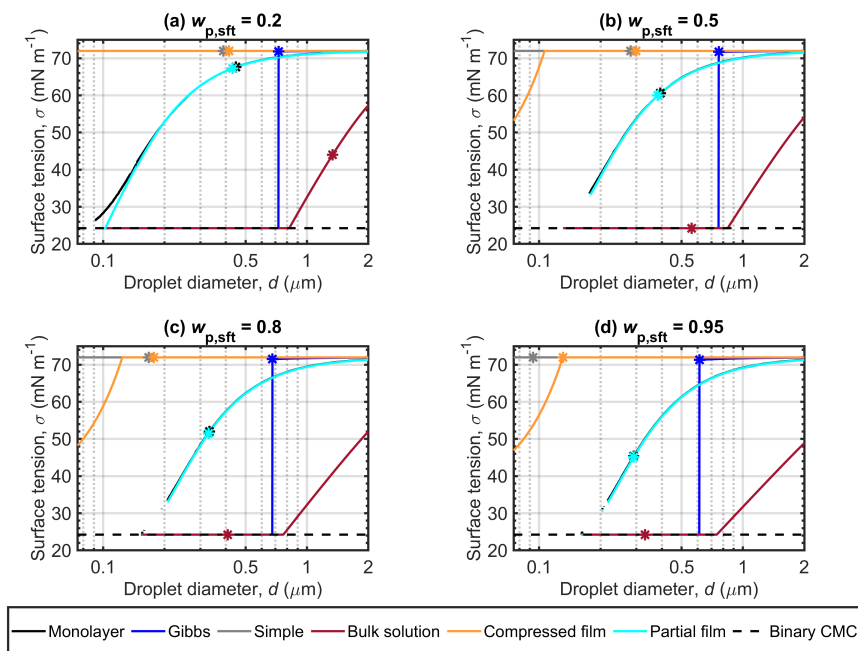 (a) w p,sft = 0.2
(b) w p,sft = 0.5
Surface tension, σ (mN m-1)
70
60
50
40
30
20
0.1 0.5 1 2
Droplet diameter, d (μm)
Surface tension, σ (mN m-1)
70
60
50
40
30
20
0.1 0.5 1 2
Droplet diameter, d (μm)
(c) w p,sft = 0.8
(d) w p,sft = 0.95
Surface tension, σ (mN m-1)
70
60
50
40
30
20
0.1 0.5 1 2
Droplet diameter, d (μm)
Surface tension, σ (mN m-1)
70
60
50
40
30
20
0.1 0.5 1 2
Droplet diameter, d (μm)
Monolayer Gibbs Simple Bulk solution Compressed film Partial film Binary CMC